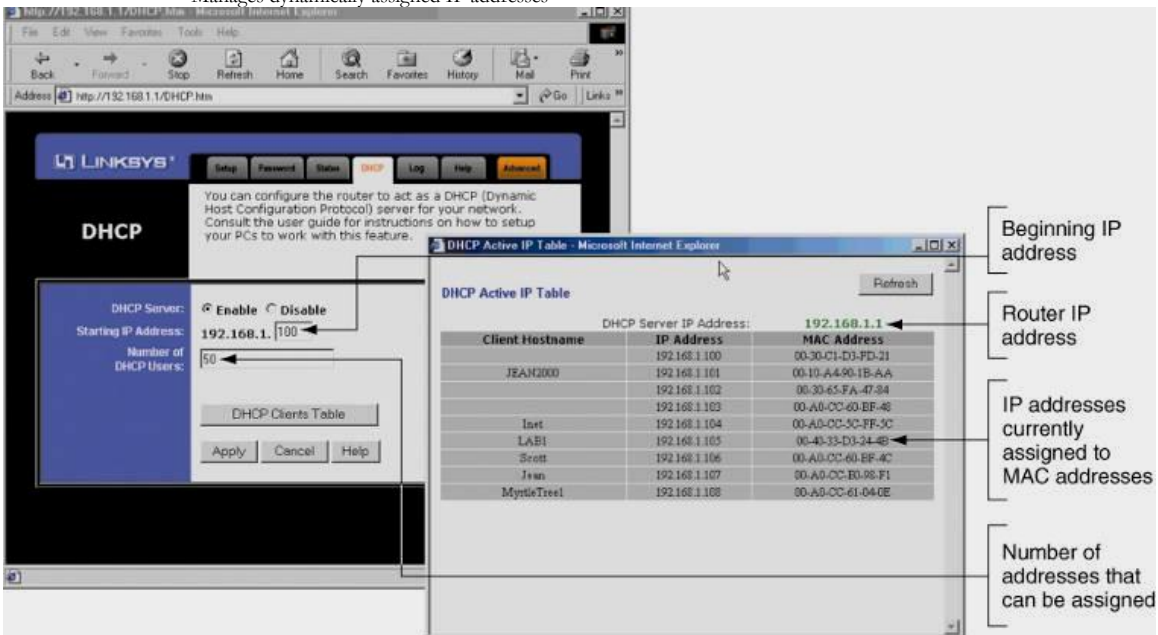 Manages dynamically assigned IP addresses
http://192.168.1.1/DHCP.htm - Microsoft Internet Explorer
File Edit View Favorites Tools Help
Back Forward Stop Refresh Home Search Favorites History Mail Print
Address http://192.168.1.1/DHCP.htm Go Links
LINKSYS
Setup Password Status DHCP Log Help Advanced
DHCP
You can configure the router to act as a DHCP (Dynamic
Host Configuration Protocol) server for your network.
Consult the user guide for instructions on how to setup
your PCs to work with this feature.
DHCP Server: Enable Disable
Starting IP Address: 192.168.1. 100
Number of
DHCP Users: 50
DHCP Clients Table
Apply Cancel Help
DHCP Active IP Table - Microsoft Internet Explorer
DHCP Active IP Table
Refresh
DHCP Server IP Address: 192.168.1.1
Client Hostname IP Address MAC Address
192.168.1.100 00-30-C1-D3-FD-21
JEAN2000 192.168.1.101 00-10-A4-90-1B-AA
192.168.1.102 00-30-65-FA-47-84
192.168.1.103 00-A0-CC-60-BF-48
Inet 192.168.1.104 00-A0-CC-5C-FF-5C
LAB1 192.168.1.105 00-40-33-D3-24-4B
Scott 192.168.1.106 00-A0-CC-60-BF-4C
Jean 192.168.1.107 00-A0-CC-E0-98-F1
MyrtleTree1 192.168.1.108 00-A0-CC-61-04-0E
Beginning IP
address
Router IP
address
IP addresses
currently
assigned to
MAC addresses
Number of
addresses that
can be assigned